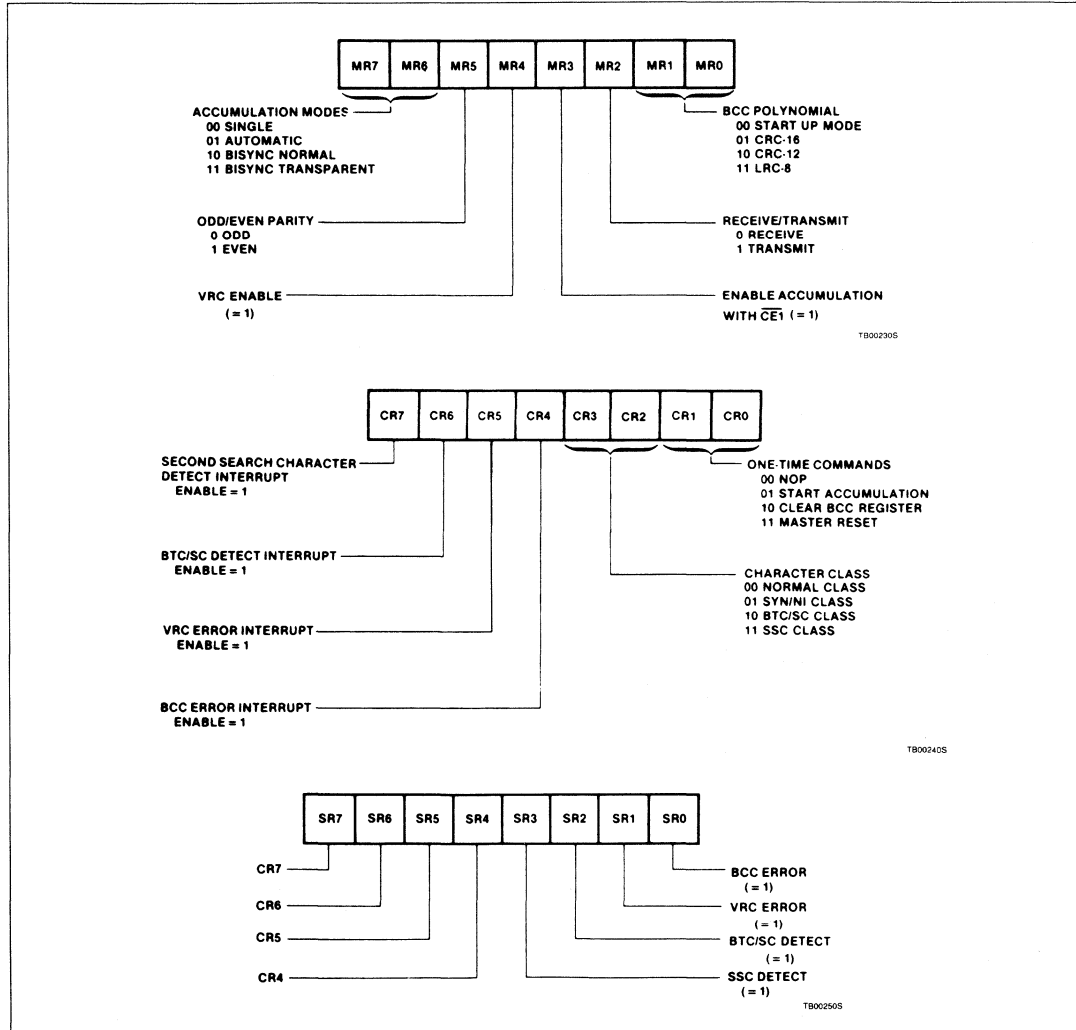 MR7 MR6 MR5 MR4 MR3 MR2 MR1 MR0
ACCUMULATION MODES
00 SINGLE
01 AUTOMATIC
10 BISYNC NORMAL
11 BISYNC TRANSPARENT
BCC POLYNOMIAL
00 START UP MODE
01 CRC-16
10 CRC-12
11 LRC-8
ODD/EVEN PARITY
0 ODD
1 EVEN
RECEIVE/TRANSMIT
0 RECEIVE
1 TRANSMIT
VRC ENABLE
(= 1)
ENABLE ACCUMULATION
WITH C̅E̅1̅ (= 1)
TB00230S
CR7 CR6 CR5 CR4 CR3 CR2 CR1 CR0
SECOND SEARCH CHARACTER
DETECT INTERRUPT
ENABLE = 1
ONE-TIME COMMANDS
00 NOP
01 START ACCUMULATION
10 CLEAR BCC REGISTER
11 MASTER RESET
BTC/SC DETECT INTERRUPT
ENABLE = 1
CHARACTER CLASS
00 NORMAL CLASS
01 SYN/NI CLASS
10 BTC/SC CLASS
11 SSC CLASS
VRC ERROR INTERRUPT
ENABLE = 1
BCC ERROR INTERRUPT
ENABLE = 1
TB00240S
SR7 SR6 SR5 SR4 SR3 SR2 SR1 SR0
CR7
CR6
CR5
CR4
BCC ERROR
(= 1)
VRC ERROR
(= 1)
BTC/SC DETECT
(= 1)
SSC DETECT
(= 1)
TB00250S